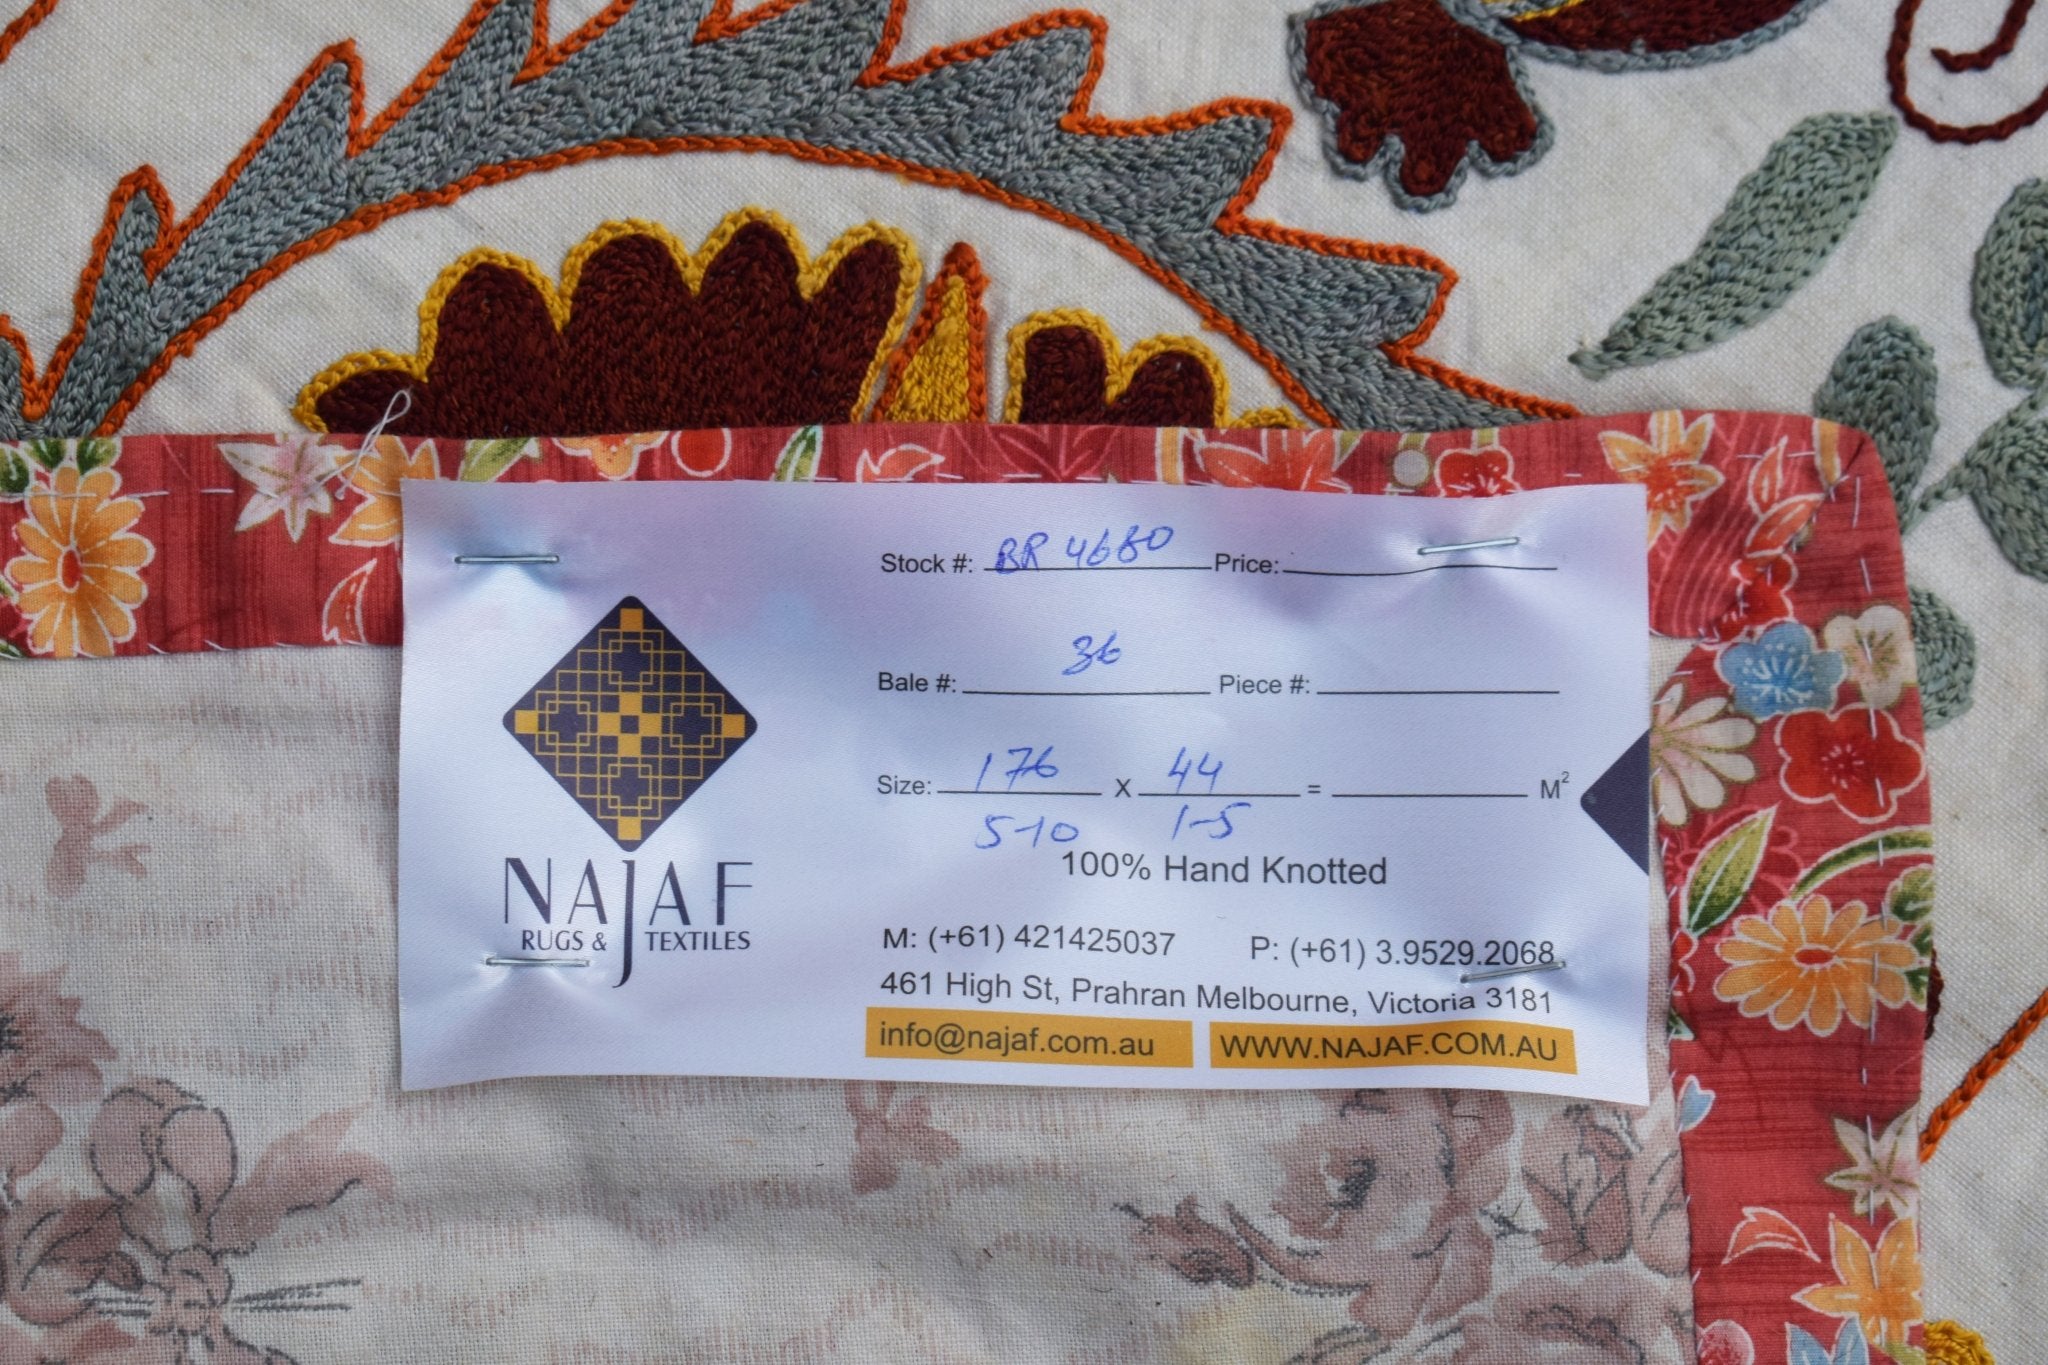 Stock #: BR 4680 Price:
Bale #: 36 Piece #:
Size: 176 X 44 = M²
5-10 1-5
100% Hand Knotted
NAJAF
RUGS & TEXTILES
M: (+61) 421425037 P: (+61) 3.9529.2068
461 High St, Prahran Melbourne, Victoria 3181
info@najaf.com.au WWW.NAJAF.COM.AU